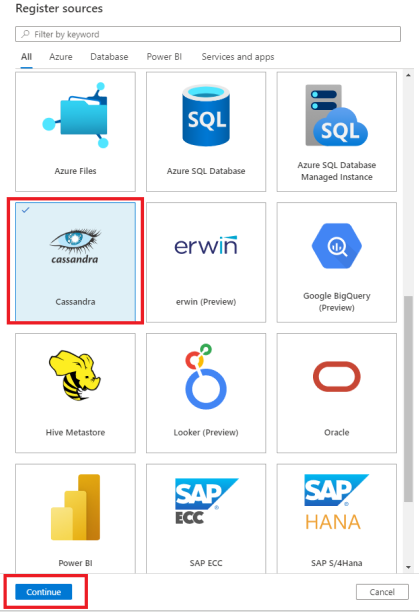 Register sources
Filter by keyword
All Azure Database Power BI Services and apps
SQL
SQL
Azure Files
Azure SQL Database
Azure SQL Database
Managed Instance
cassandra
erwin
Cassandra
erwin (Preview)
Google BigQuery
(Preview)
Hive Metastore
Looker (Preview)
Oracle
SAP
ECC
SAP
HANA
Power BI
SAP ECC
SAP S/4Hana
Continue
Cancel